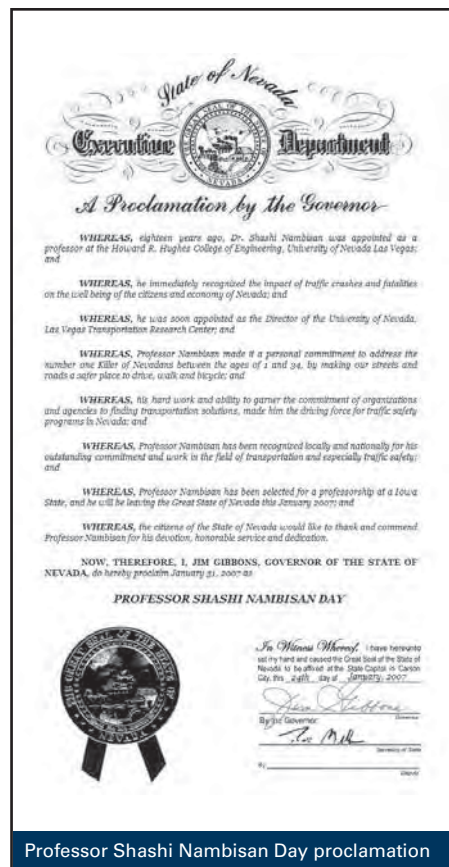 State of Nevada
Executive Department
A Proclamation by the Governor
WHEREAS, eighteen years ago, Dr. Shashi Nambisan was appointed as a
professor at the Howard R. Hughes College of Engineering, University of Nevada Las Vegas;
and
WHEREAS, he immediately recognized the impact of traffic crashes and fatalities
on the well being of the citizens and economy of Nevada; and
WHEREAS, he was soon appointed as the Director of the University of Nevada,
Las Vegas Transportation Research Center; and
WHEREAS, Professor Nambisan made it a personal commitment to address the
number one Killer of Nevadans between the ages of 1 and 34, by making our streets and
roads a safer place to drive, walk and bicycle; and
WHEREAS, his hard work and ability to garner the commitment of organizations
and agencies to finding transportation solutions, made him the driving force for traffic safety
programs in Nevada; and
WHEREAS, Professor Nambisan has been recognized locally and nationally for his
outstanding commitment and work in the field of transportation and especially traffic safety;
and
WHEREAS, Professor Nambisan has been selected for a professorship at a Iowa
State, and he will be leaving the Great State of Nevada this January 2007; and
WHEREAS, the citizens of the State of Nevada would like to thank and commend
Professor Nambisan for his devotion, honorable service and dedication.
NOW, THEREFORE, I, JIM GIBBONS, GOVERNOR OF THE STATE OF
NEVADA, do hereby proclaim January 31, 2007 as
PROFESSOR SHASHI NAMBISAN DAY
THE GREAT SEAL OF THE STATE OF NEVADA
In Witness Whereof, I have hereunto
set my hand and caused the Great Seal of the State of
Nevada to be affixed at the State Capitol in Carson
City, this 24th day of January, 2007
Jim Gibbons
Governor
By the Governor:
Secretary of State
By
Deputy
Professor Shashi Nambisan Day proclamation